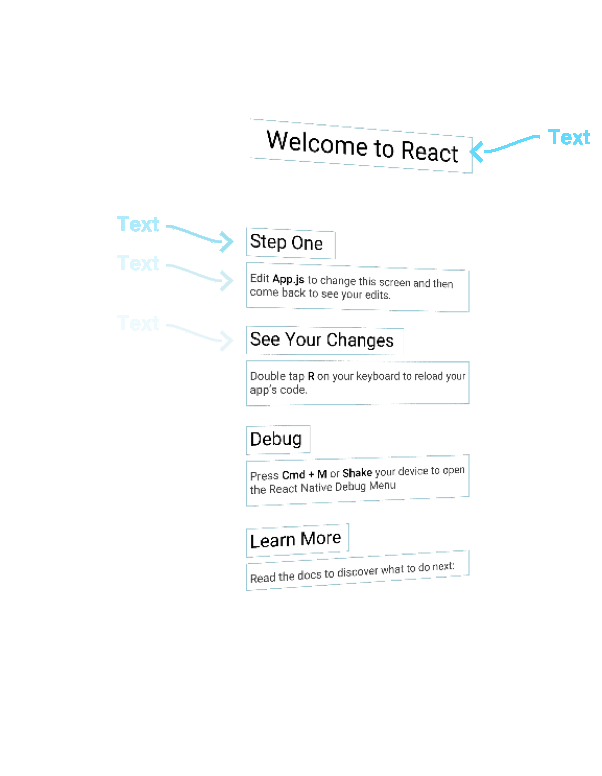 Welcome to React
Text
Text
Step One
Text
Edit App.js to change this screen and then
come back to see your edits.
Text
See Your Changes
Double tap R on your keyboard to reload your
app's code.
Debug
Press Cmd + M or Shake your device to open
the React Native Debug Menu
Learn More
Read the docs to discover what to do next: